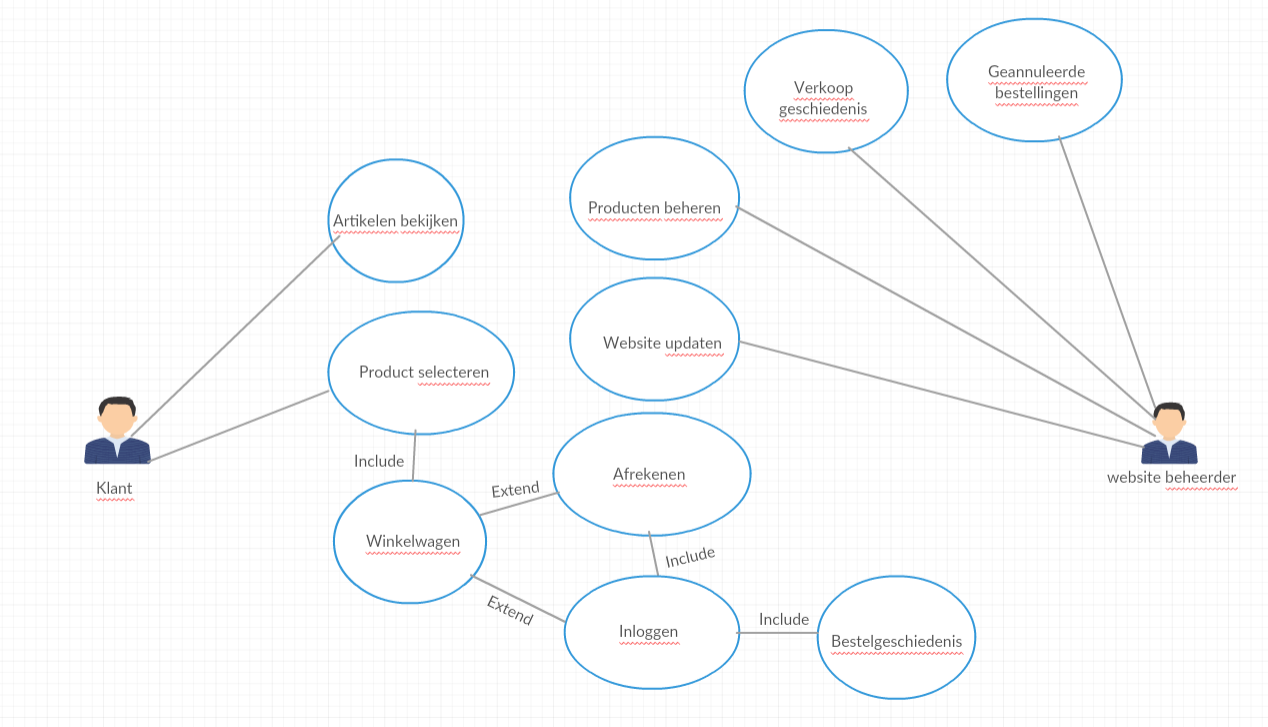 Geannuleerde
bestellingen
Verkoop
geschiedenis
Producten beheren
Artikelen bekijken
Website updaten
Product selecteren
Include
Afrekenen
website beheerder
Klant
Extend
Winkelwagen
Include
Extend
Include
Inloggen
Bestelgeschiedenis